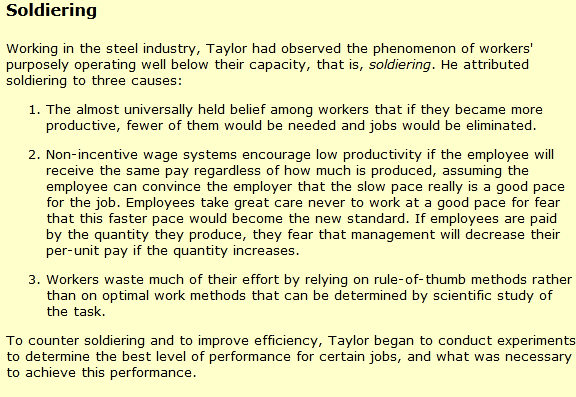 Soldiering
Working in the steel industry, Taylor had observed the phenomenon of workers'
purposely operating well below their capacity, that is, soldiering. He attributed
soldiering to three causes:
1. The almost universally held belief among workers that if they became more
productive, fewer of them would be needed and jobs would be eliminated.
2. Non-incentive wage systems encourage low productivity if the employee will
receive the same pay regardless of how much is produced, assuming the
employee can convince the employer that the slow pace really is a good pace
for the job. Employees take great care never to work at a good pace for fear
that this faster pace would become the new standard. If employees are paid
by the quantity they produce, they fear that management will decrease their
per-unit pay if the quantity increases.
3. Workers waste much of their effort by relying on rule-of-thumb methods rather
than on optimal work methods that can be determined by scientific study of
the task.
To counter soldiering and to improve efficiency, Taylor began to conduct experiments
to determine the best level of performance for certain jobs, and what was necessary
to achieve this performance.